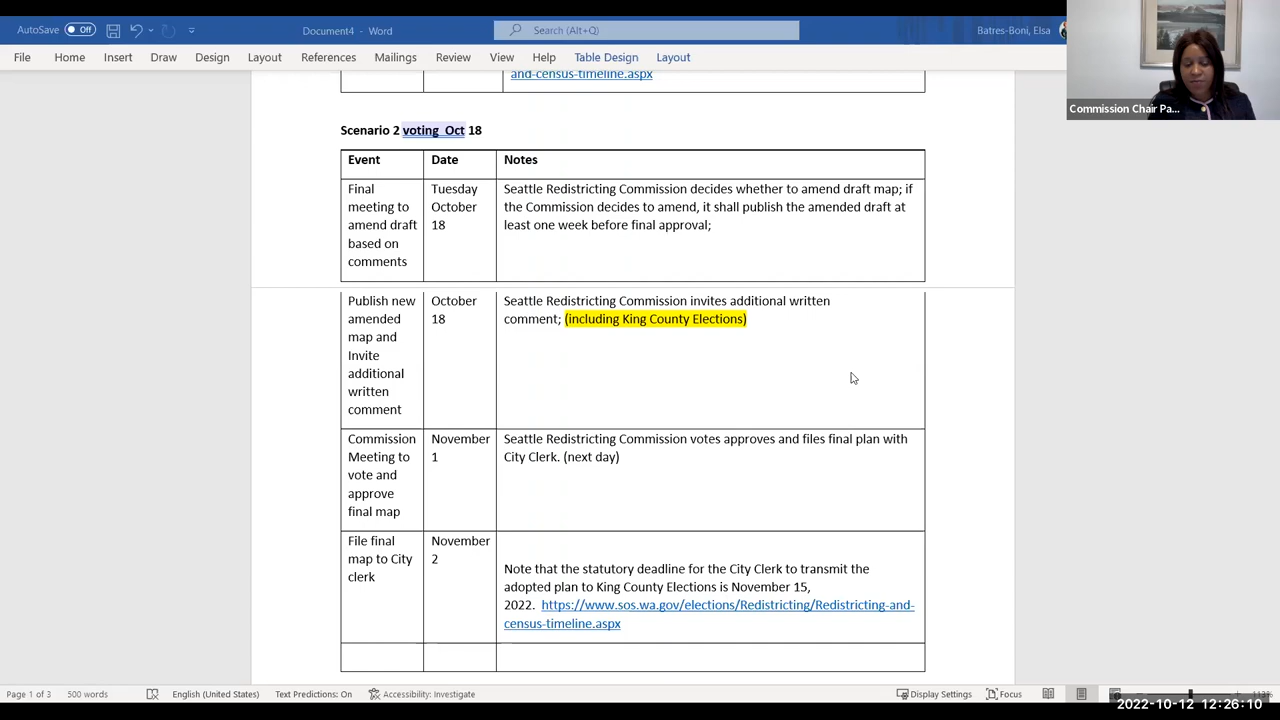 AutoSave Off Document4 - Word Search (Alt+Q) Batres-Boni, Elsa
File Home Insert Draw Design Layout References Mailings Review View Help Table Design Layout
Commission Chair Pa...
and-census-timeline.aspx
Scenario 2 voting Oct 18
Event Date Notes
Final
meeting to
amend draft
based on
comments
Tuesday
October
18
Seattle Redistricting Commission decides whether to amend draft map; if
the Commission decides to amend, it shall publish the amended draft at
least one week before final approval;
Publish new
amended
map and
Invite
additional
written
comment
October
18
Seattle Redistricting Commission invites additional written
comment; (including King County Elections)
Commission
Meeting to
vote and
approve
final map
November
1
Seattle Redistricting Commission votes approves and files final plan with
City Clerk. (next day)
File final
map to City
clerk
November
2
Note that the statutory deadline for the City Clerk to transmit the
adopted plan to King County Elections is November 15,
2022. https://www.sos.wa.gov/elections/Redistricting/Redistricting-and-
census-timeline.aspx
Page 1 of 3 500 words English (United States) Text Predictions: On Accessibility: Investigate Display Settings Focus
2022-10-12 12:26:10